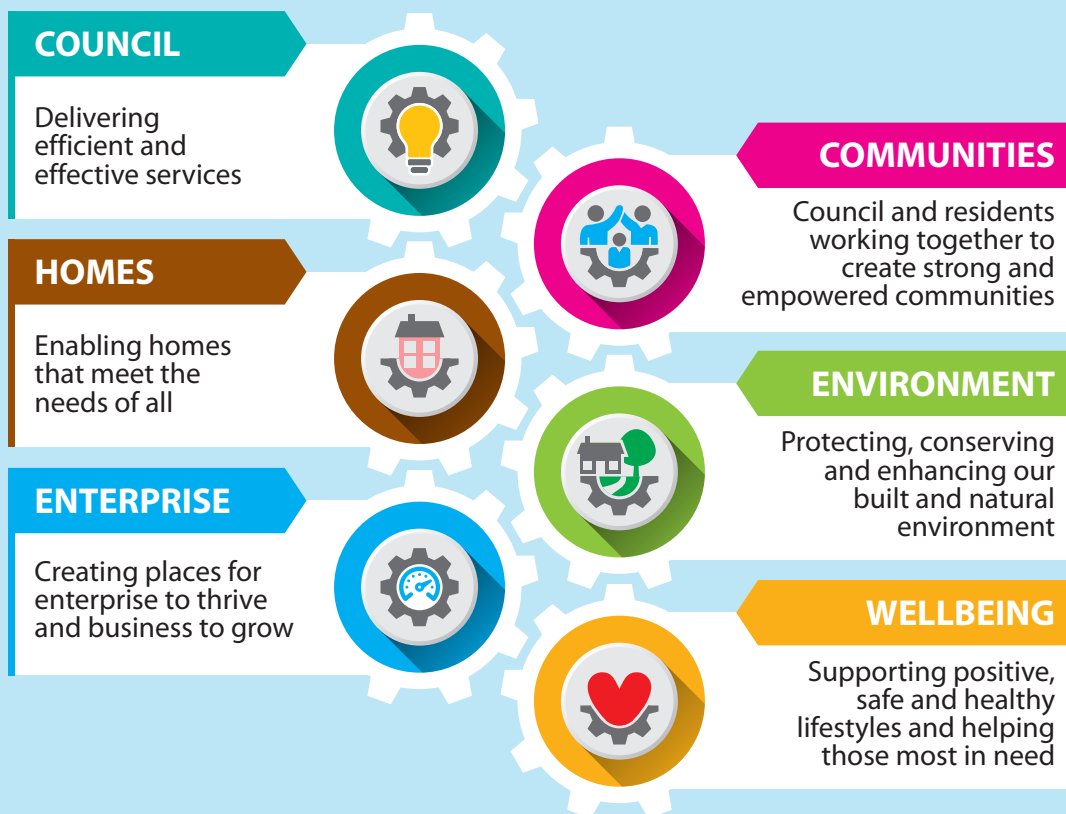 COUNCIL
Delivering
efficient and
effective services
COMMUNITIES
Council and residents
working together to
create strong and
empowered communities
HOMES
Enabling homes
that meet the
needs of all
ENVIRONMENT
Protecting, conserving
and enhancing our
built and natural
environment
ENTERPRISE
Creating places for
enterprise to thrive
and business to grow
WELLBEING
Supporting positive,
safe and healthy
lifestyles and helping
those most in need